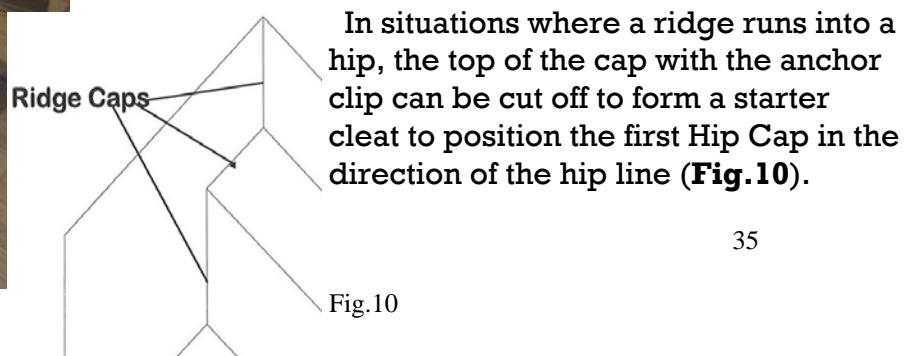 In situations where a ridge runs into a
hip, the top of the cap with the anchor
clip can be cut off to form a starter
cleat to position the first Hip Cap in the
direction of the hip line (Fig.10).
Ridge Caps
35
Fig.10